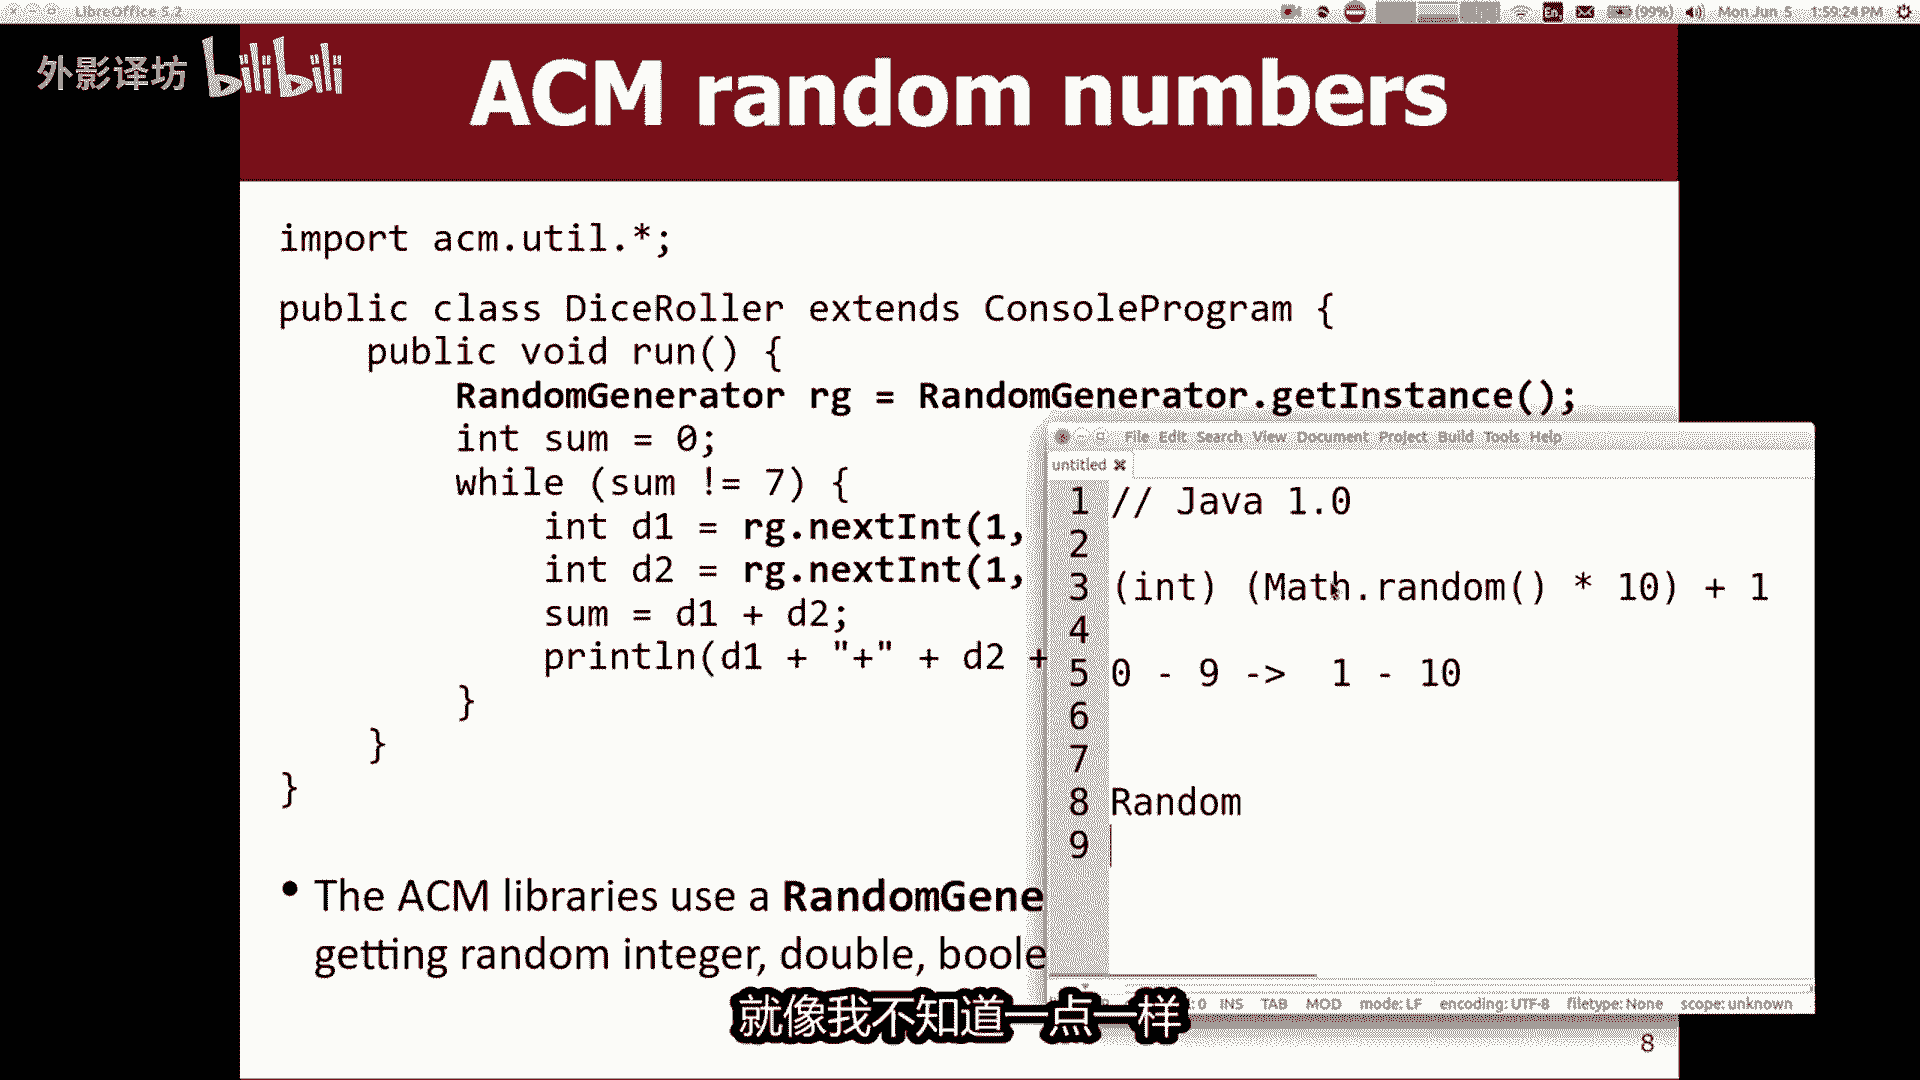 LibreOffice 5.2
En
(99%)
Mon Jun 5
1:59:24 PM
外影译坊 bilibili
ACM random numbers
import acm.util.*;
public class DiceRoller extends ConsoleProgram {
public void run() {
RandomGenerator rg = RandomGenerator.getInstance();
int sum = 0;
while (sum != 7) {
int d1 = rg.nextInt(1,
int d2 = rg.nextInt(1,
sum = d1 + d2;
println(d1 + "+" + d2 +
}
}
}
• The ACM libraries use a RandomGene
getting random integer, double, boole
File Edit Search View Document Project Build Tools Help
untitled
1 // Java 1.0
2
3 (int) (Math.random() * 10) + 1
4
5 0 - 9 -> 1 - 10
6
7
8 Random
9
: 0 INS TAB MOD mode: LF encoding: UTF-8 filetype: None scope: unknown
就像我不知道一点一样
8